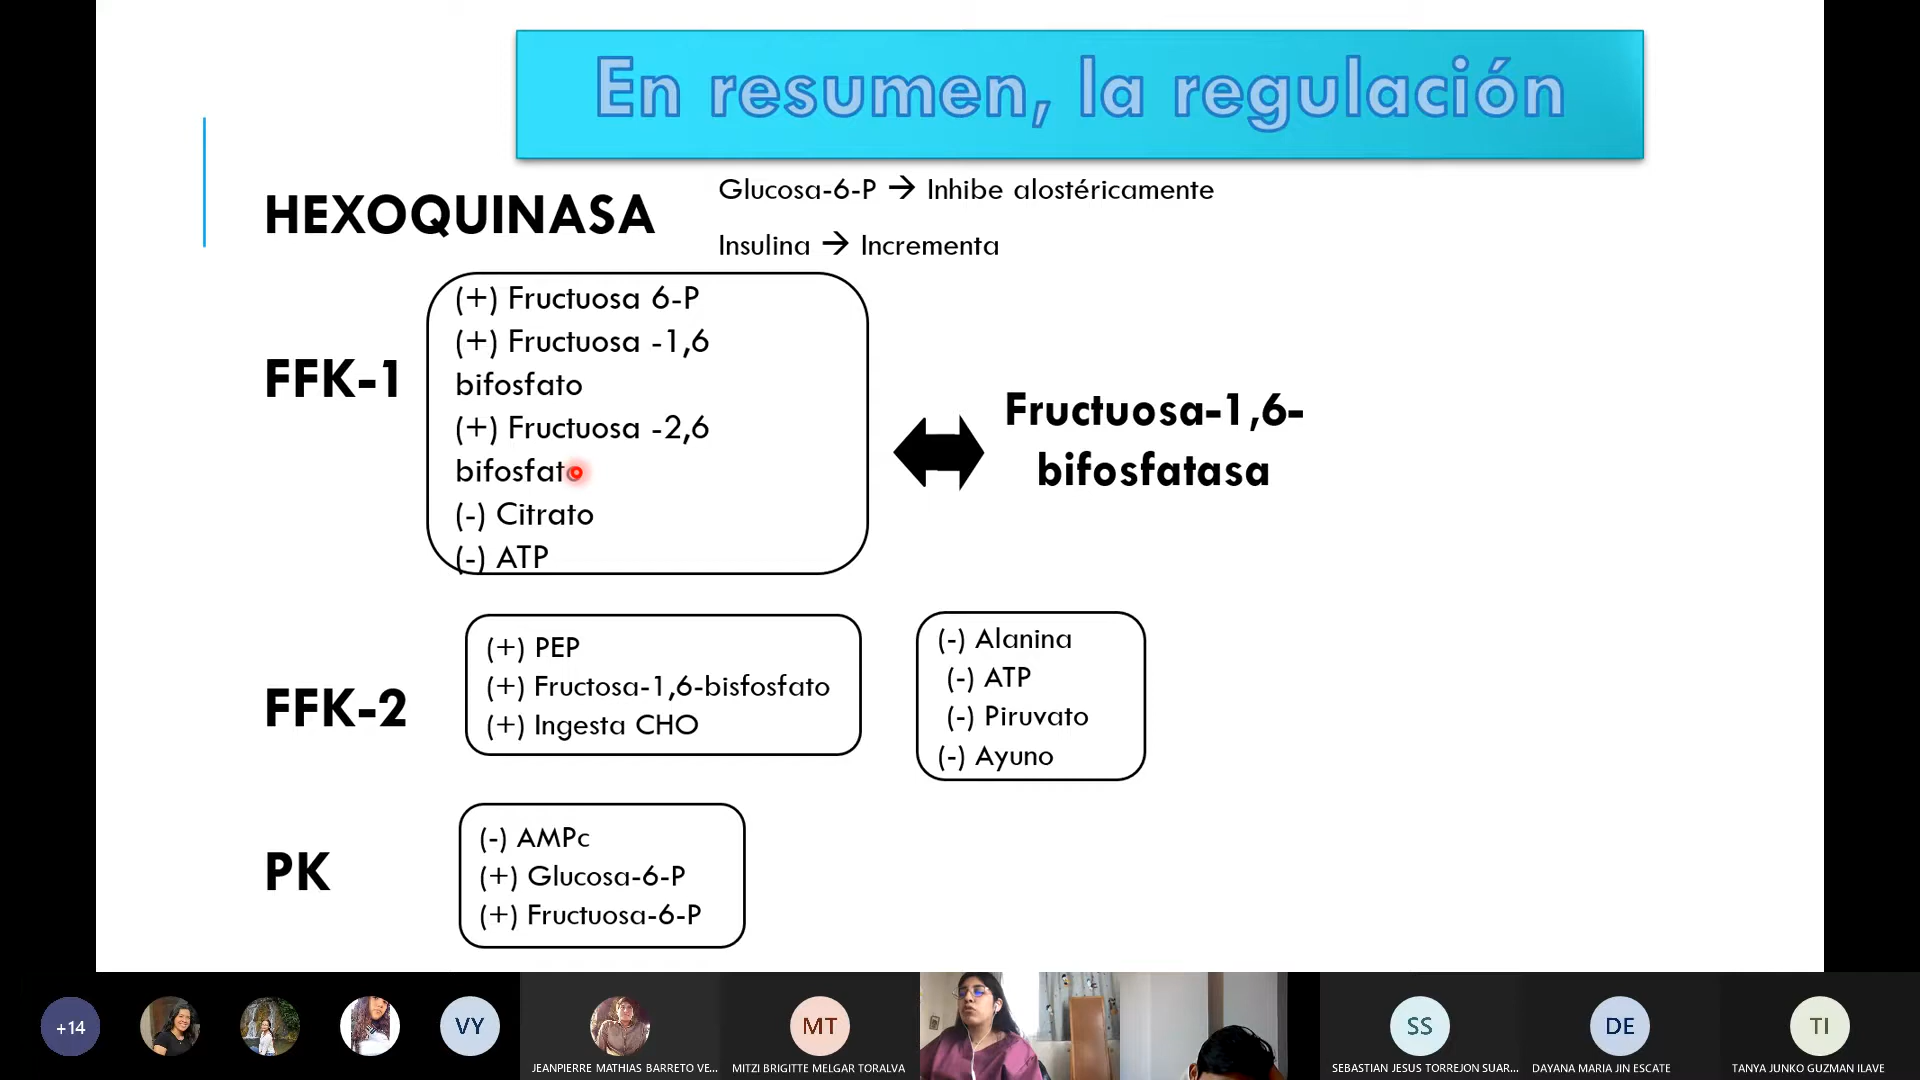 En resumen, la regulación
HEXOQUINASA
Glucosa-6-P → Inhibe alostéricamente
Insulina → Incrementa
FFK-1
(+) Fructuosa 6-P
(+) Fructuosa -1,6
bifosfato
(+) Fructuosa -2,6
bifosfato
(-) Citrato
(-) ATP
Fructuosa-1,6-
bifosfatasa
FFK-2
(+) PEP
(+) Fructosa-1,6-bisfosfato
(+) Ingesta CHO
(-) Alanina
(-) ATP
(-) Piruvato
(-) Ayuno
PK
(-) AMPc
(+) Glucosa-6-P
(+) Fructuosa-6-P
+14
VY
JEANPIERRE MATHIAS BARRETO VE...
MT
MITZI BRIGITTE MELGAR TORALVA
SS
SEBASTIAN JESUS TORREJON SUAR...
DE
DAYANA MARIA JIN ESCATE
TI
TANYA JUNKO GUZMAN ILAVE